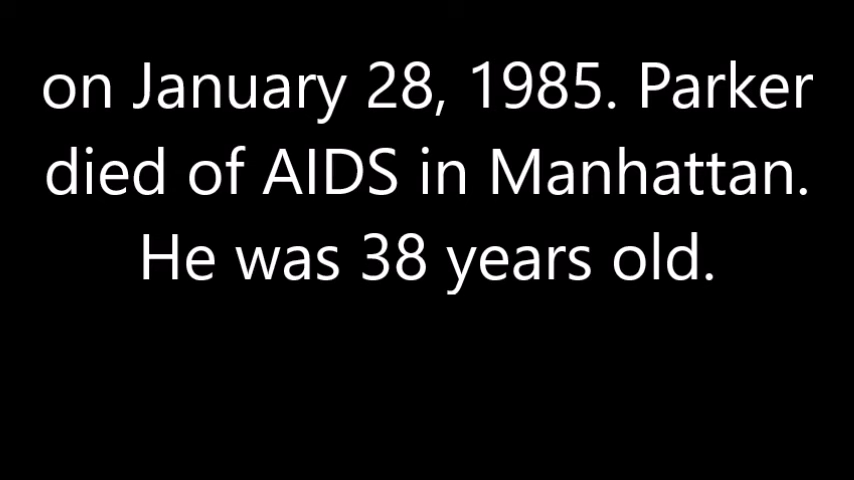 on January 28, 1985. Parker
died of AIDS in Manhattan.
He was 38 years old.